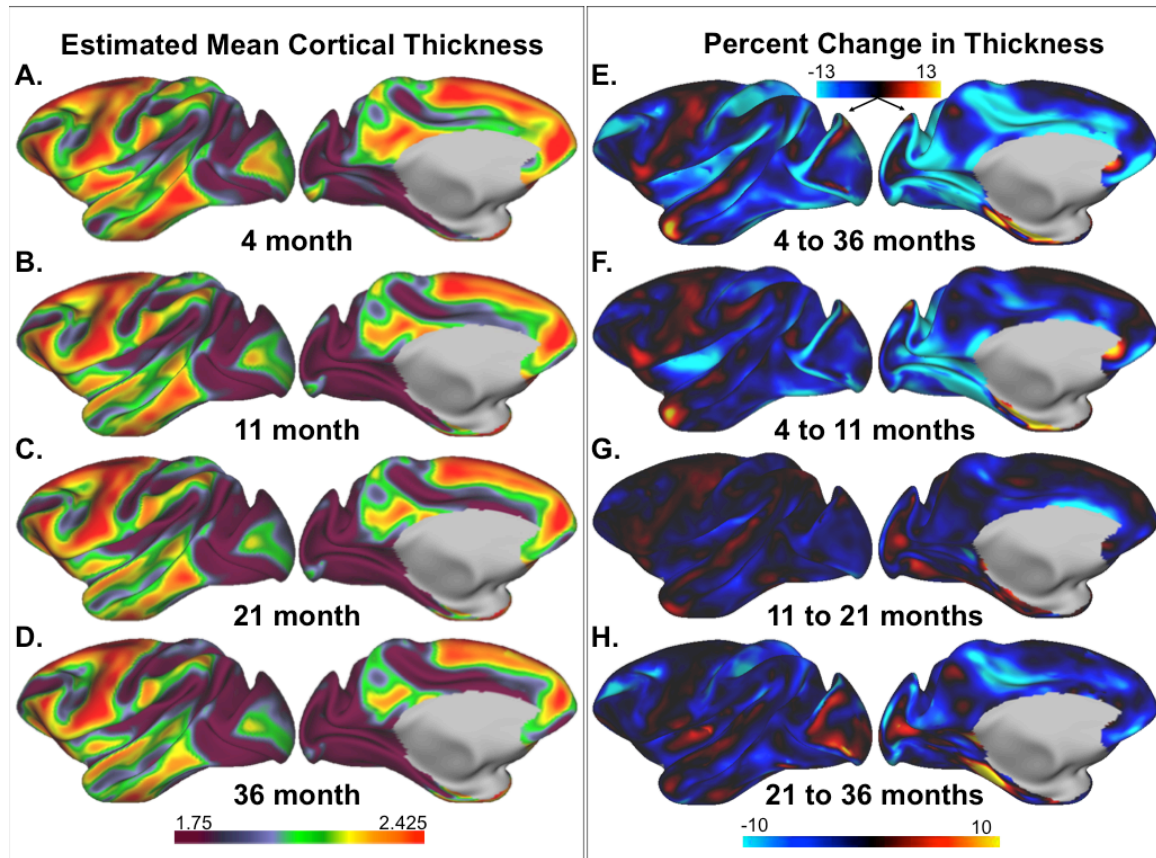 Estimated Mean Cortical Thickness
A.
4 month
B.
11 month
C.
21 month
D.
36 month
1.75 2.425
Percent Change in Thickness
E. -13 13
4 to 36 months
F.
4 to 11 months
G.
11 to 21 months
H.
21 to 36 months
-10 10